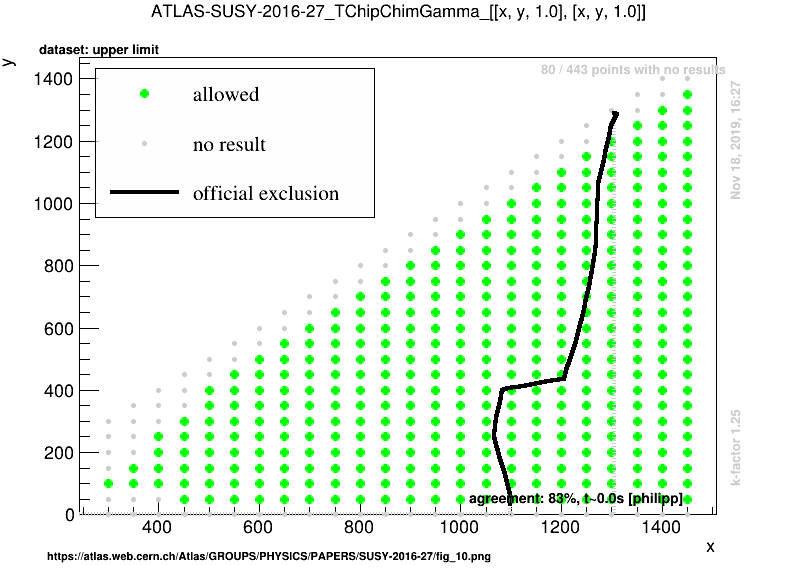 ATLAS-SUSY-2016-27_TChipChimGamma_[[x, y, 1.0], [x, y, 1.0]]
dataset: upper limit
y
80 / 443 points with no results
allowed
no result
official exclusion
Nov 18, 2019, 16:27
k-factor 1.25
1400
1200
1000
800
600
400
200
0
agreement: 83%, t~0.0s [philipp]
400 600 800 1000 1200 1400
x
https://atlas.web.cern.ch/Atlas/GROUPS/PHYSICS/PAPERS/SUSY-2016-27/fig_10.png